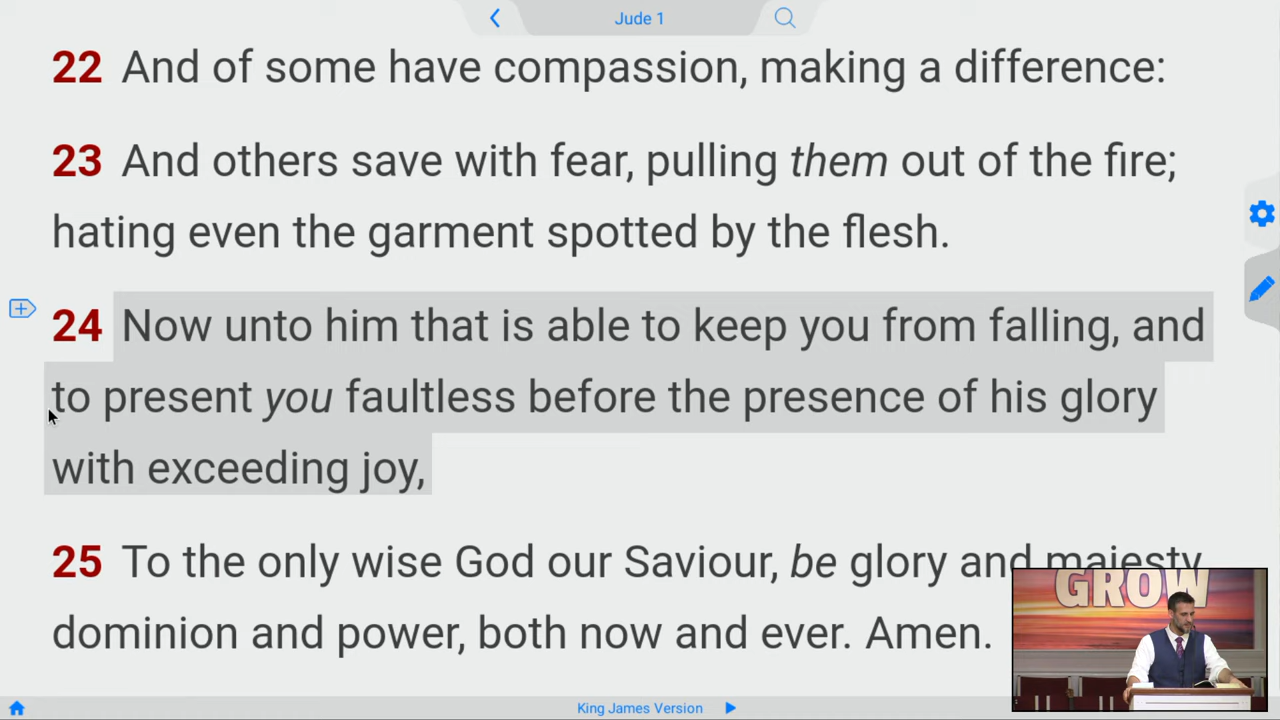 Jude 1
22 And of some have compassion, making a difference:
23 And others save with fear, pulling them out of the fire;
hating even the garment spotted by the flesh.
24 Now unto him that is able to keep you from falling, and
to present you faultless before the presence of his glory
with exceeding joy,
25 To the only wise God our Saviour, be glory and majesty
dominion and power, both now and ever. Amen.
GROW
King James Version